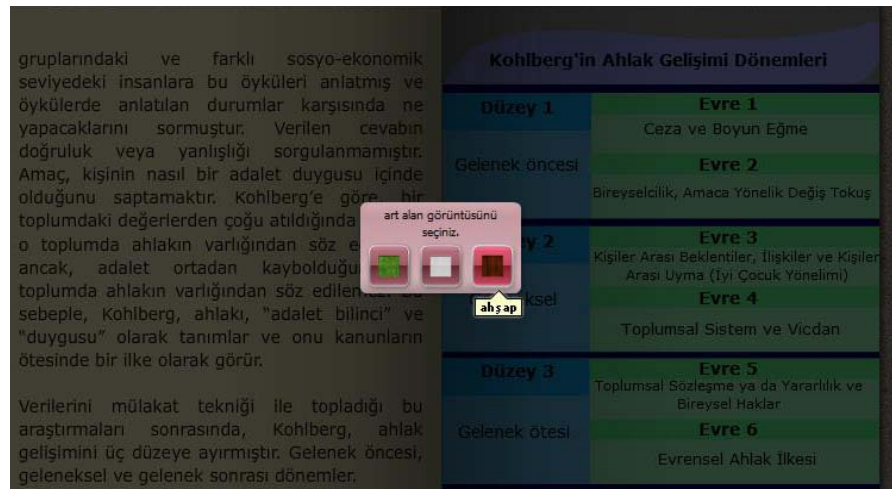 gruplarındaki ve farklı sosyo-ekonomik
seviyedeki insanlara bu öyküleri anlatmış ve
öykülerde anlatılan durumlar karşısında ne
yapacaklarını sormuştur. Verilen cevabın
doğruluk veya yanlışlığı sorgulanmamıştır.
Amaç, kişinin nasıl bir adalet duygusu içinde
olduğunu saptamaktır. Kohlberg'e göre, bir
toplumdaki değerlerden çoğu atıldığında
o toplumda ahlakın varlığından söz
ancak, adalet ortadan
toplumda ahlakın varlığından söz
sebeple, Kohlberg, ahlakı, "adalet bilinci" ve
"duygusu" olarak tanımlar ve onu kanunların
ötesinde bir ilke olarak görür.
Verilerini mülakat tekniği ile topladığı bu
araştırmaları sonrasında, Kohlberg, ahlak
gelişimini üç düzeye ayırmıştır. Gelenek öncesi,
geleneksel ve gelenek sonrası dönemler.
art alan görüntüsünü
seçiniz.
ahşap
Kohlberg'in Ahlak Gelişimi Dönemleri
Düzey 1
Gelenek öncesi
Evre 1
Ceza ve Boyun Eğme
Evre 2
Bireyselcilik, Amaca Yönelik Değiş Tokuş
2
Evre 3
Kişiler Arası Beklentiler, İlişkiler ve Kişiler
Arası Uyma (İyi Çocuk Yönelimi)
Evre 4
Toplumsal Sistem ve Vicdan
Düzey 3
Gelenek ötesi
Evre 5
Toplumsal Sözleşme ya da Yararlılık ve
Bireysel Haklar
Evre 6
Evrensel Ahlak İlkesi